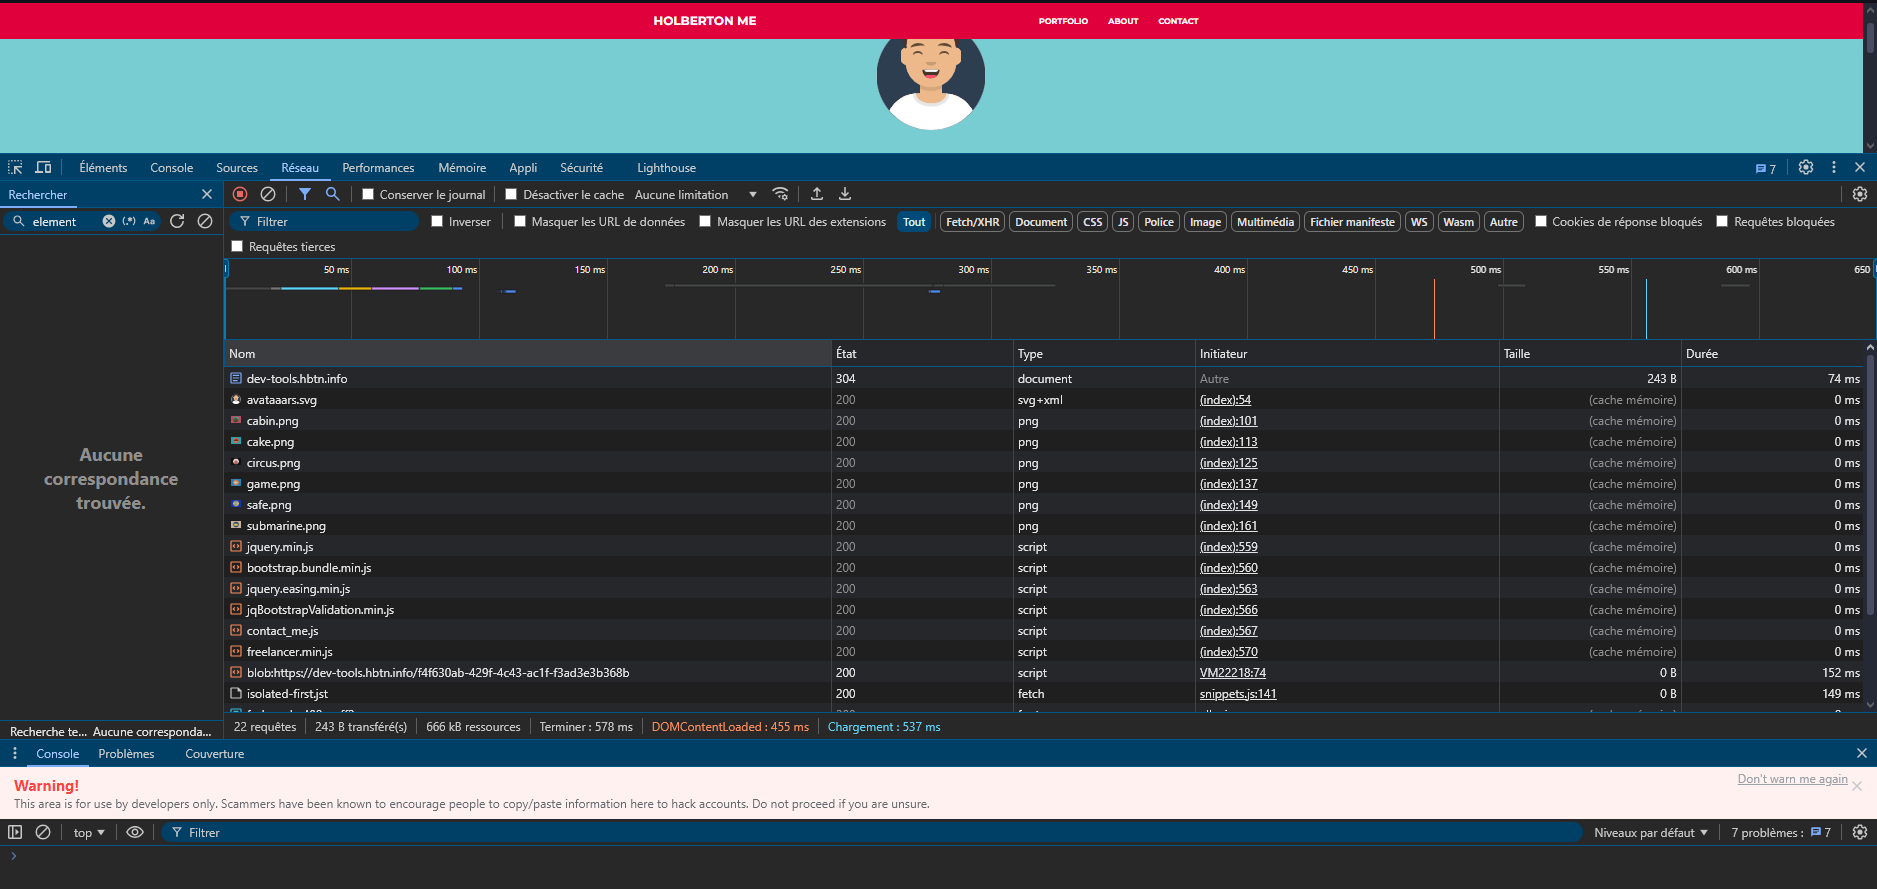 HOLBERTON ME
PORTFOLIO ABOUT CONTACT
Éléments Console Sources Réseau Performances Mémoire Appli Sécurité Lighthouse 7
Rechercher
Conserver le journal Désactiver le cache Aucune limitation
element (.*) Aa
Filtrer Inverser Masquer les URL de données Masquer les URL des extensions Tout Fetch/XHR Document CSS JS Police Image Multimédia Fichier manifeste WS Wasm Autre Cookies de réponse bloqués Requêtes bloquées
Requêtes tierces
50 ms 100 ms 150 ms 200 ms 250 ms 300 ms 350 ms 400 ms 450 ms 500 ms 550 ms 600 ms 650
Nom État Type Initiateur Taille Durée
dev-tools.hbtn.info 304 document Autre 243 B 74 ms
avataaars.svg 200 svg+xml (index):54 (cache mémoire) 0 ms
cabin.png 200 png (index):101 (cache mémoire) 0 ms
cake.png 200 png (index):113 (cache mémoire) 0 ms
circus.png 200 png (index):125 (cache mémoire) 0 ms
game.png 200 png (index):137 (cache mémoire) 0 ms
safe.png 200 png (index):149 (cache mémoire) 0 ms
submarine.png 200 png (index):161 (cache mémoire) 0 ms
jquery.min.js 200 script (index):559 (cache mémoire) 0 ms
bootstrap.bundle.min.js 200 script (index):560 (cache mémoire) 0 ms
jquery.easing.min.js 200 script (index):563 (cache mémoire) 0 ms
jqBootstrapValidation.min.js 200 script (index):566 (cache mémoire) 0 ms
contact_me.js 200 script (index):567 (cache mémoire) 0 ms
freelancer.min.js 200 script (index):570 (cache mémoire) 0 ms
blob:https://dev-tools.hbtn.info/f4f630ab-429f-4c43-ac1f-f3ad3e3b368b 200 script VM22218:74 0 B 152 ms
isolated-first.jst 200 fetch snippets.js:141 0 B 149 ms
Aucune
correspondance
trouvée.
Recherche te... Aucune corresponda...
22 requêtes 243 B transféré(s) 666 kB ressources Terminer : 578 ms DOMContentLoaded : 455 ms Chargement : 537 ms
Console Problèmes Couverture
Warning!
Don't warn me again
This area is for use by developers only. Scammers have been known to encourage people to copy/paste information here to hack accounts. Do not proceed if you are unsure.
top Filtrer Niveaux par défaut 7 problèmes : 7